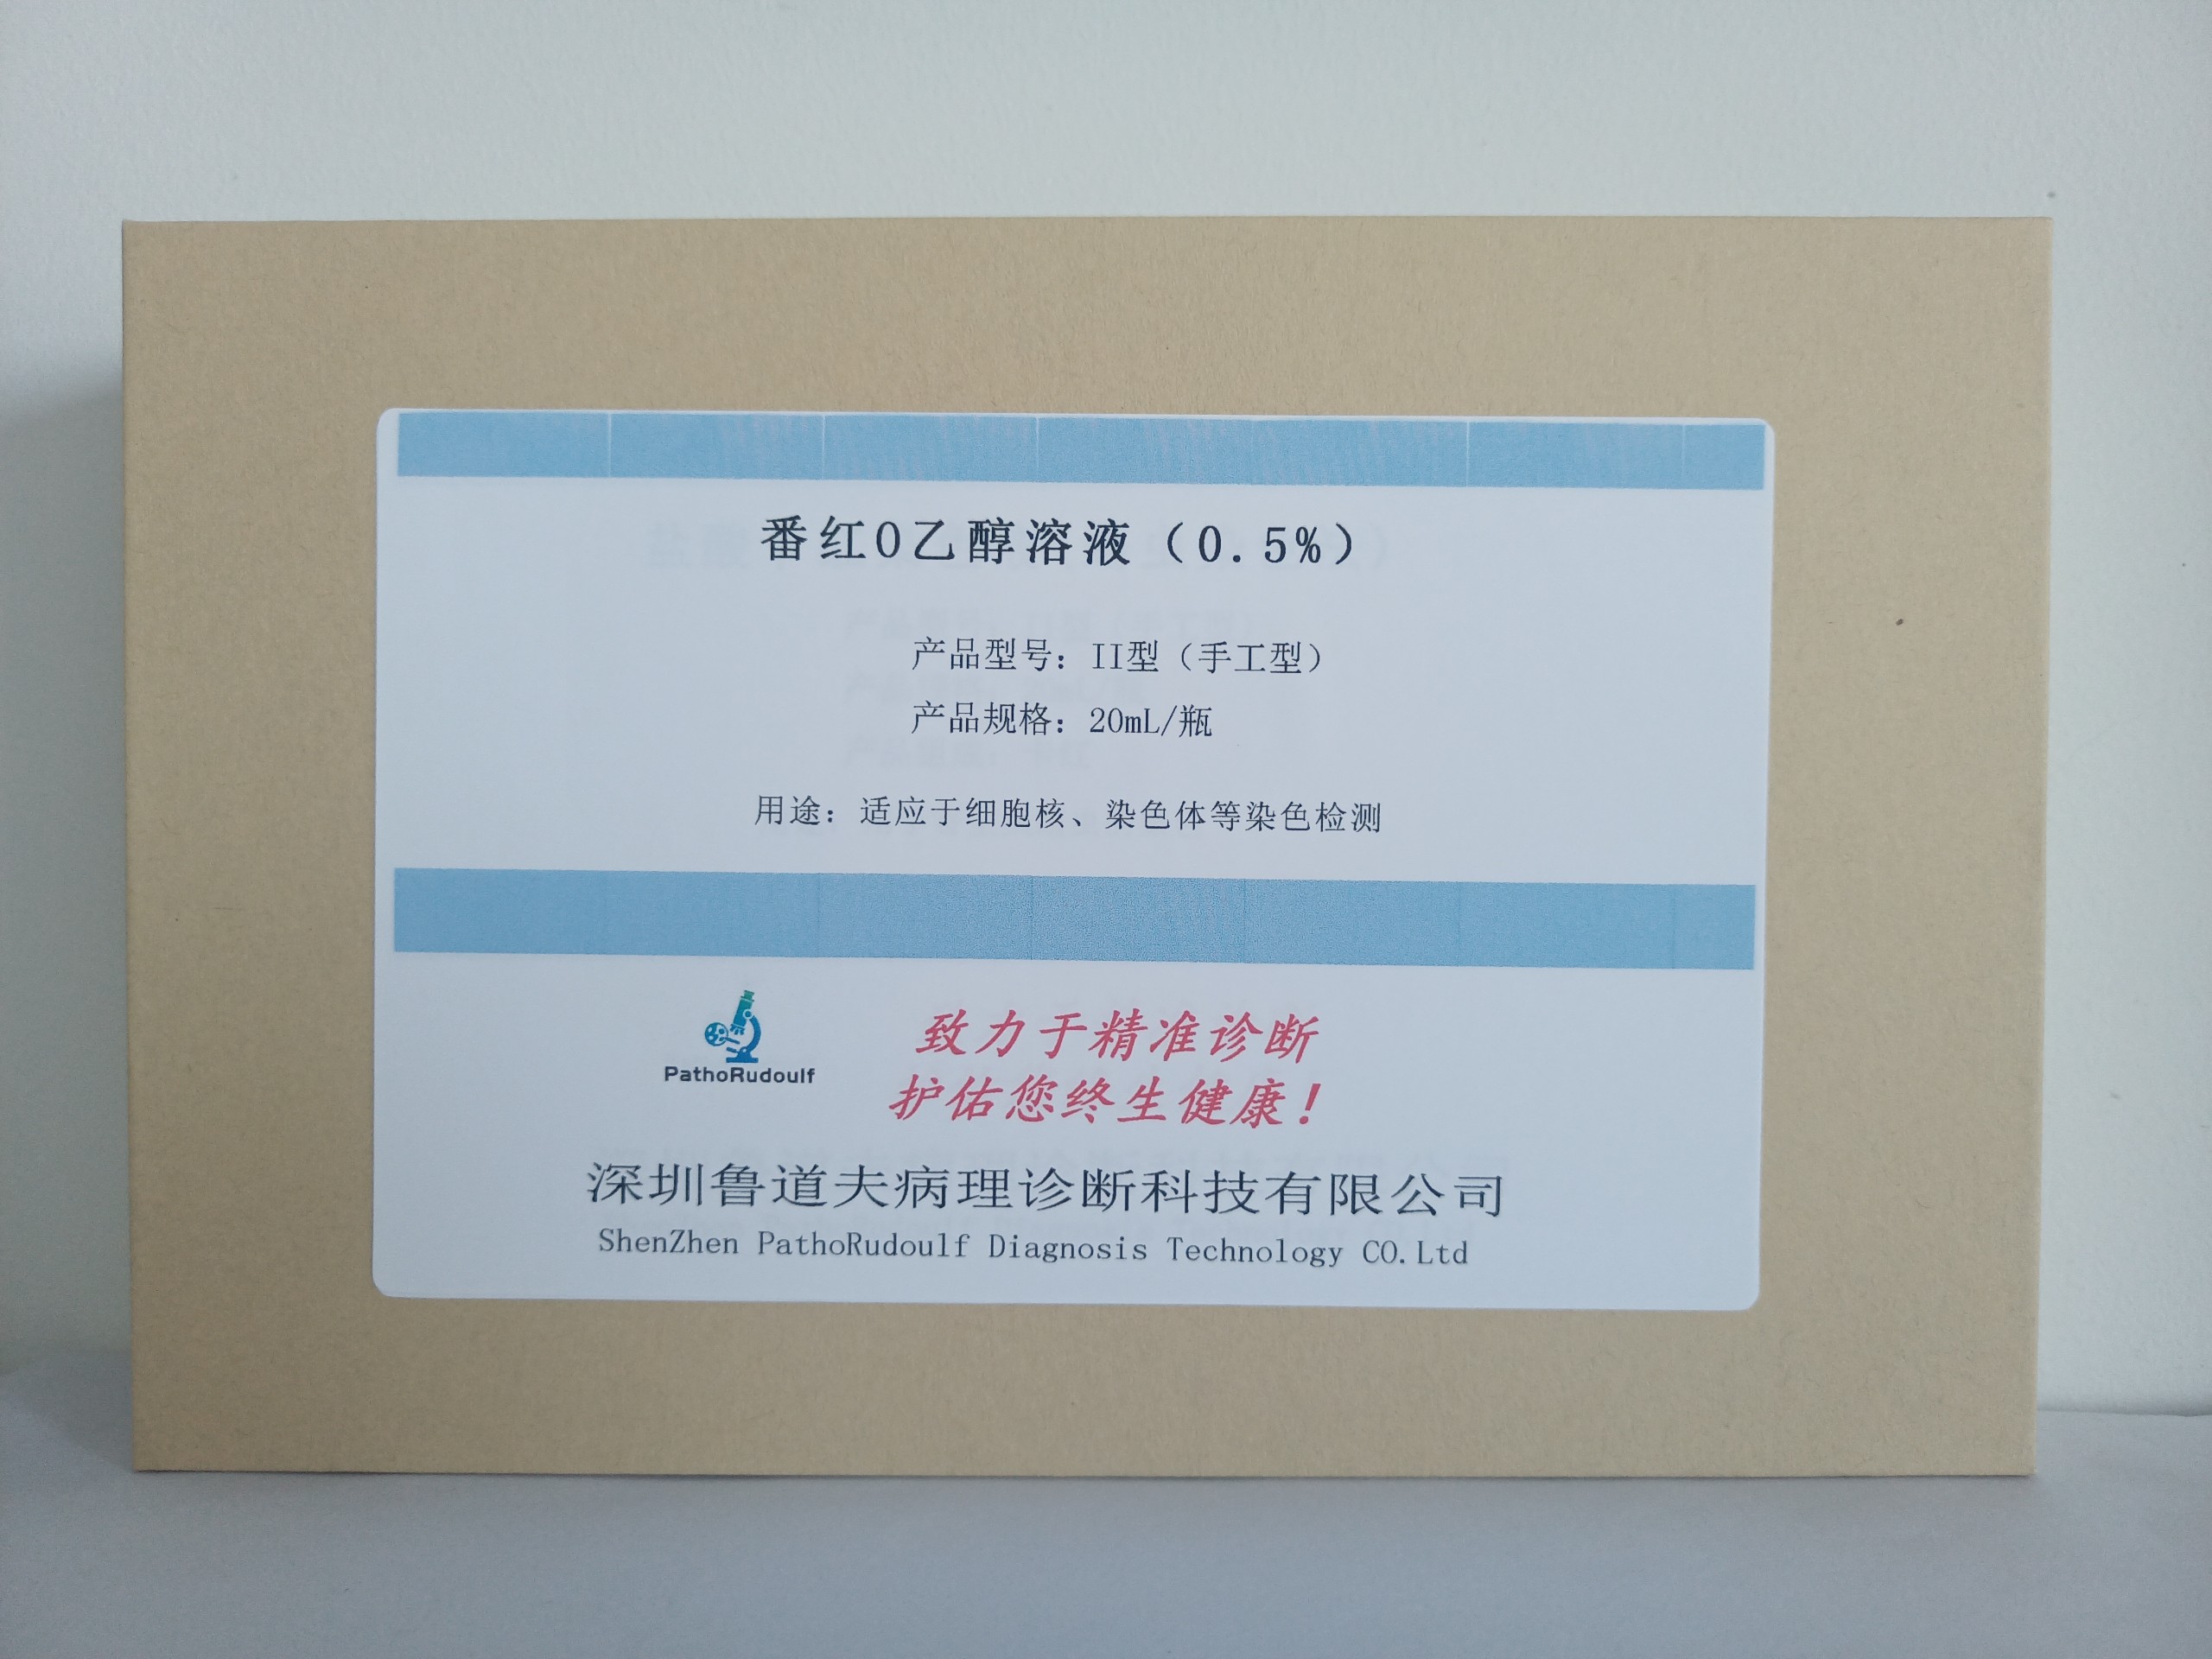 番红O乙醇溶液（0.5%）
产品型号：II型（手工型）
产品规格：20mL/瓶
用途：适应于细胞核、染色体等染色检测
PathoRudoulf
致力于精准诊断
护佑您终生健康！
深圳鲁道夫病理诊断科技有限公司
ShenZhen PathoRudoulf Diagnosis Technology CO.Ltd